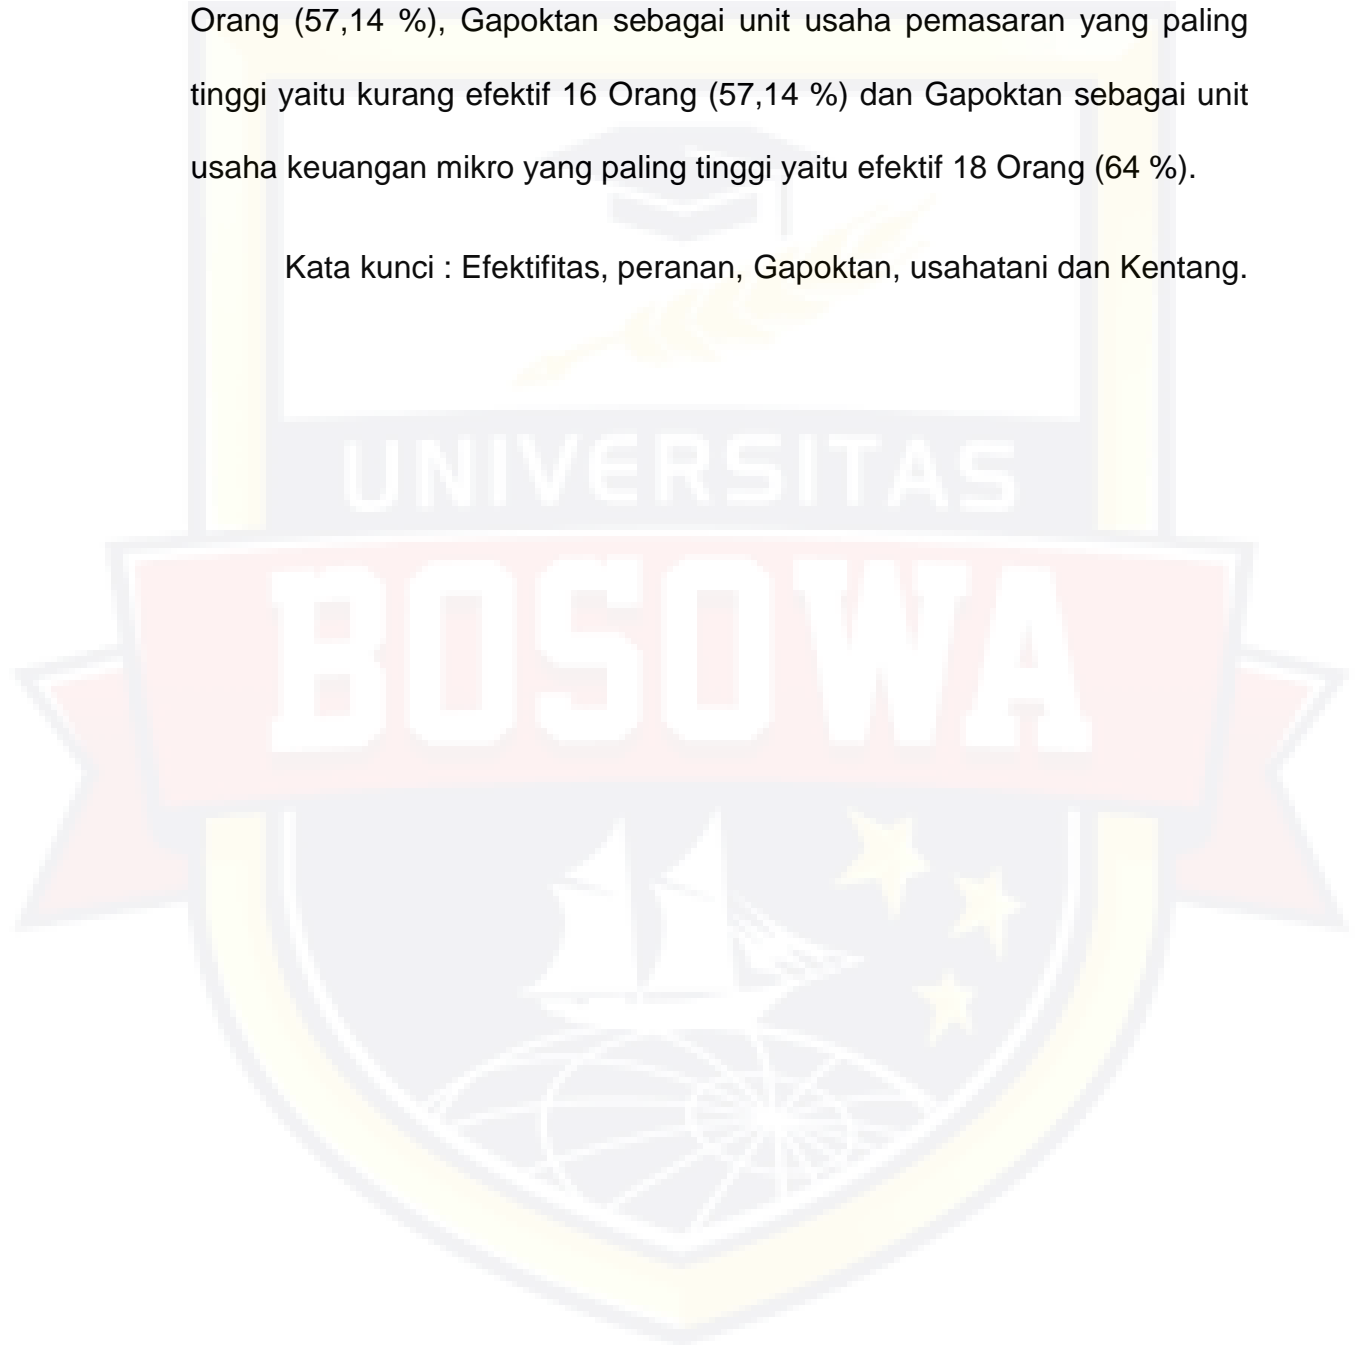 Orang (57,14 %), Gapoktan sebagai unit usaha pemasaran yang paling
tinggi yaitu kurang efektif 16 Orang (57,14 %) dan Gapoktan sebagai unit
usaha keuangan mikro yang paling tinggi yaitu efektif 18 Orang (64 %).
Kata kunci : Efektifitas, peranan, Gapoktan, usahatani dan Kentang.
UNIVERSITAS
BOSOWA